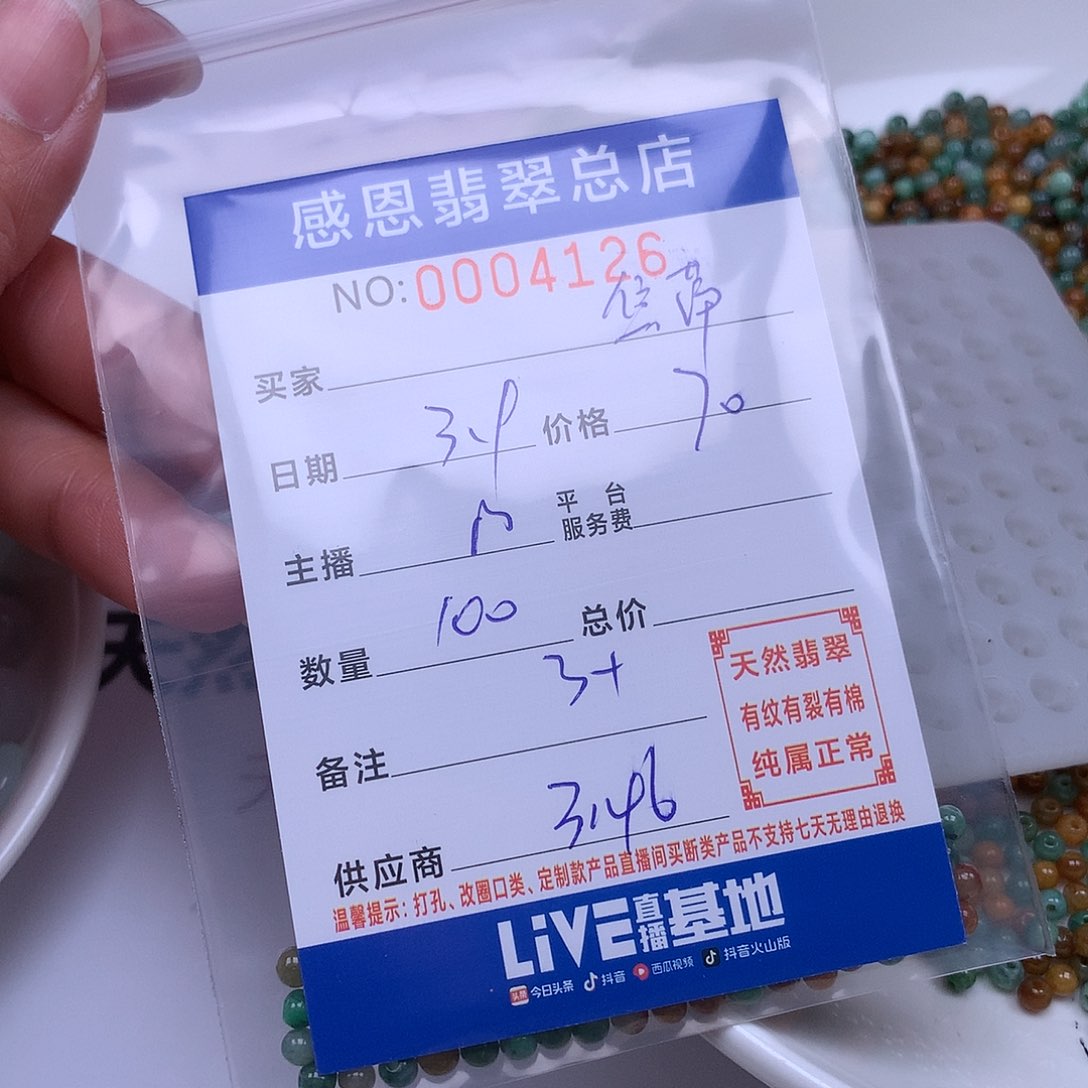 感恩翡翠总店
NO:0004126
买家
日期 3.9 价格 70
主播 平台服务费
数量 100 总价
备注 3+
供应商
天然翡翠
有纹有裂有棉
纯属正常
温馨提示：打孔、改圈口类、定制款产品直播间买断类产品不支持七天无理由退换
LiVE直播基地
头条 今日头条 抖音 西瓜视频 抖音火山版
天